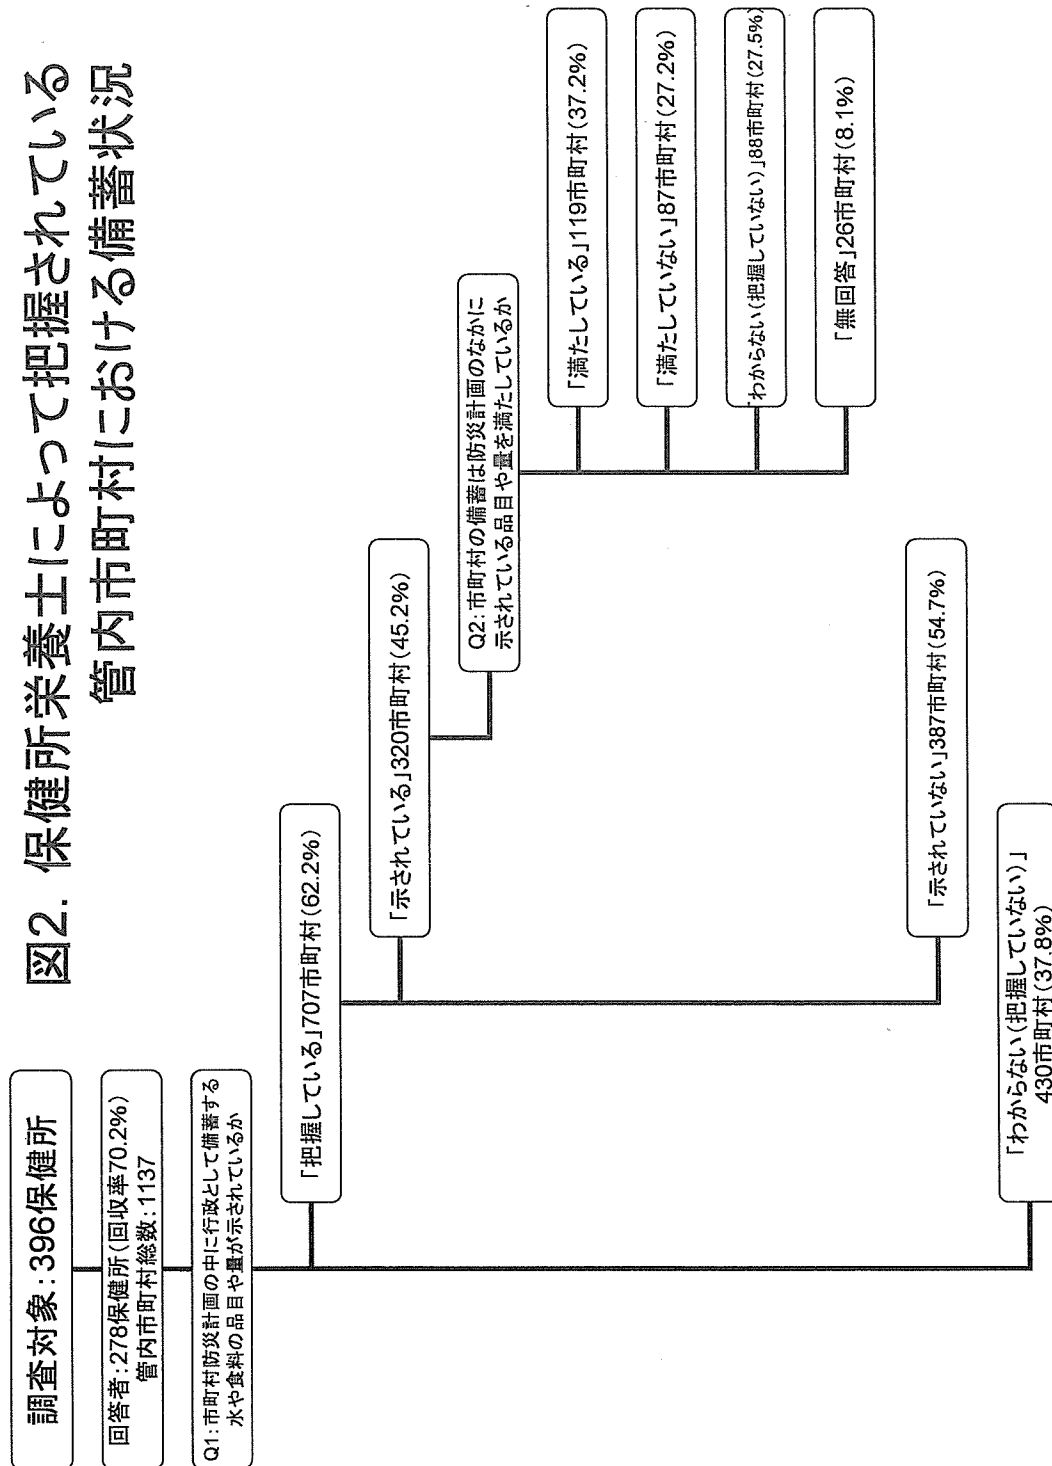 図2. 保健所栄養士によって把握されている
管内市町村における備蓄状況
調査対象:396保健所
回答者:278保健所(回収率70.2%)
管内市町村総数:1137
Q1:市町村防災計画の中に行政として備蓄する
水や食料の品目や量が示されているか
「把握している」707市町村(62.2%)
「示されている」320市町村(45.2%)
Q2:市町村の備蓄は防災計画のなかに
示されている品目や量を満たしているか
「満たしている」119市町村(37.2%)
「満たしていない」87市町村(27.2%)
「わからない(把握していない)」88市町村(27.5%)
「無回答」26市町村(8.1%)
「示されていない」387市町村(54.7%)
「わからない(把握していない)」
430市町村(37.8%)